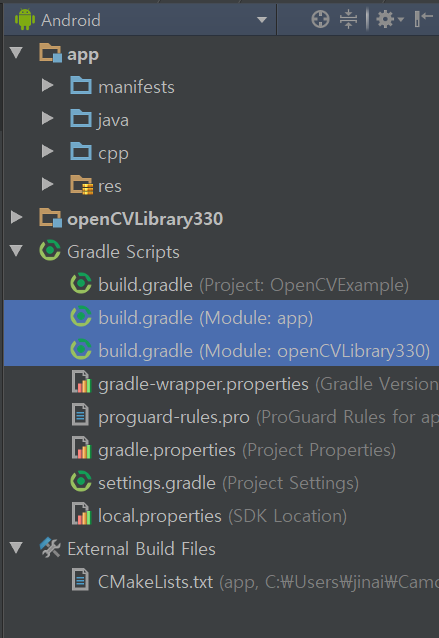 Android
app
manifests
java
cpp
res
openCVLibrary330
Gradle Scripts
build.gradle (Project: OpenCVExample)
build.gradle (Module: app)
build.gradle (Module: openCVLibrary330)
gradle-wrapper.properties (Gradle Version
proguard-rules.pro (ProGuard Rules for ap
gradle.properties (Project Properties)
settings.gradle (Project Settings)
local.properties (SDK Location)
External Build Files
CMakeLists.txt (app, C:₩Users₩jinai₩Camc